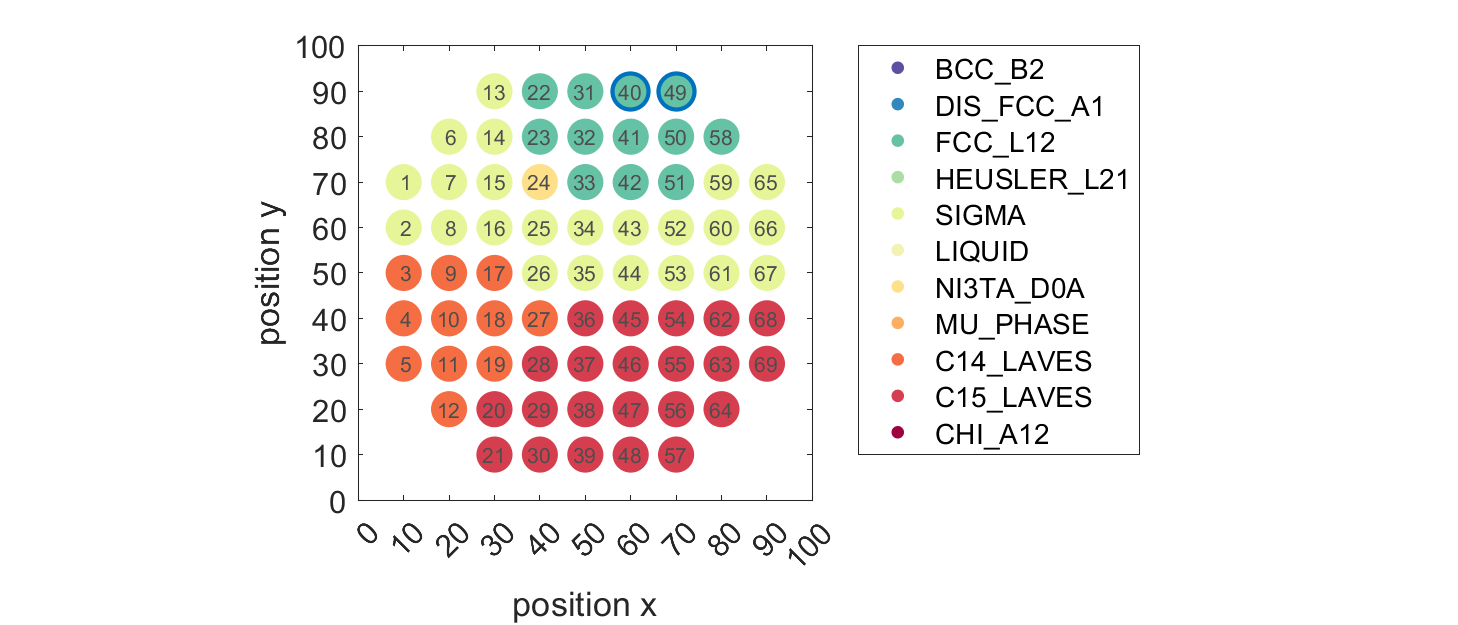 100
90 13 22 31 40 49
80 6 14 23 32 41 50 58
70 1 7 15 24 33 42 51 59 65
60 2 8 16 25 34 43 52 60 66
50 3 9 17 26 35 44 53 61 67
40 4 10 18 27 36 45 54 62 68
30 5 11 19 28 37 46 55 63 69
20 12 20 29 38 47 56 64
10 21 30 39 48 57
0
0 10 20 30 40 50 60 70 80 90 100
position x
position y
BCC_B2
DIS_FCC_A1
FCC_L12
HEUSLER_L21
SIGMA
LIQUID
NI3TA_D0A
MU_PHASE
C14_LAVES
C15_LAVES
CHI_A12